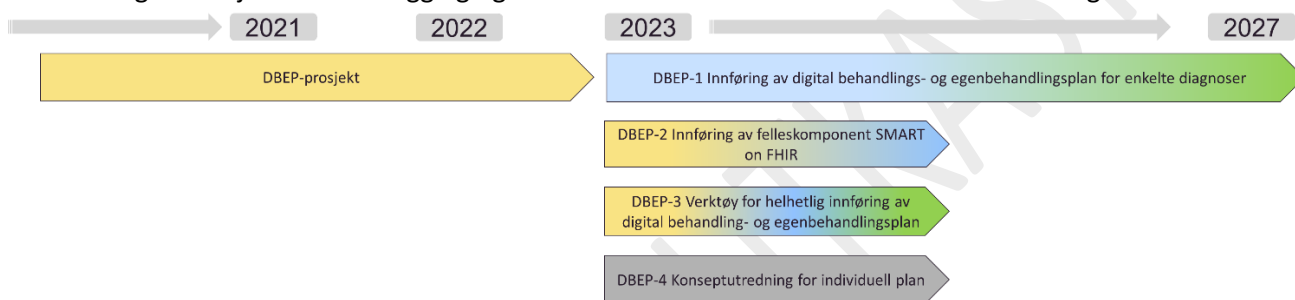 2021 2022 2023 2027
DBEP-prosjekt
DBEP-1 Innføring av digital behandlings- og egenbehandlingsplan for enkelte diagnoser
DBEP-2 Innføring av felleskomponent SMART
on FHIR
DBEP-3 Verktøy for helhetlig innføring av
digital behandling- og egenbehandlingsplan
DBEP-4 Konseptutredning for individuell plan